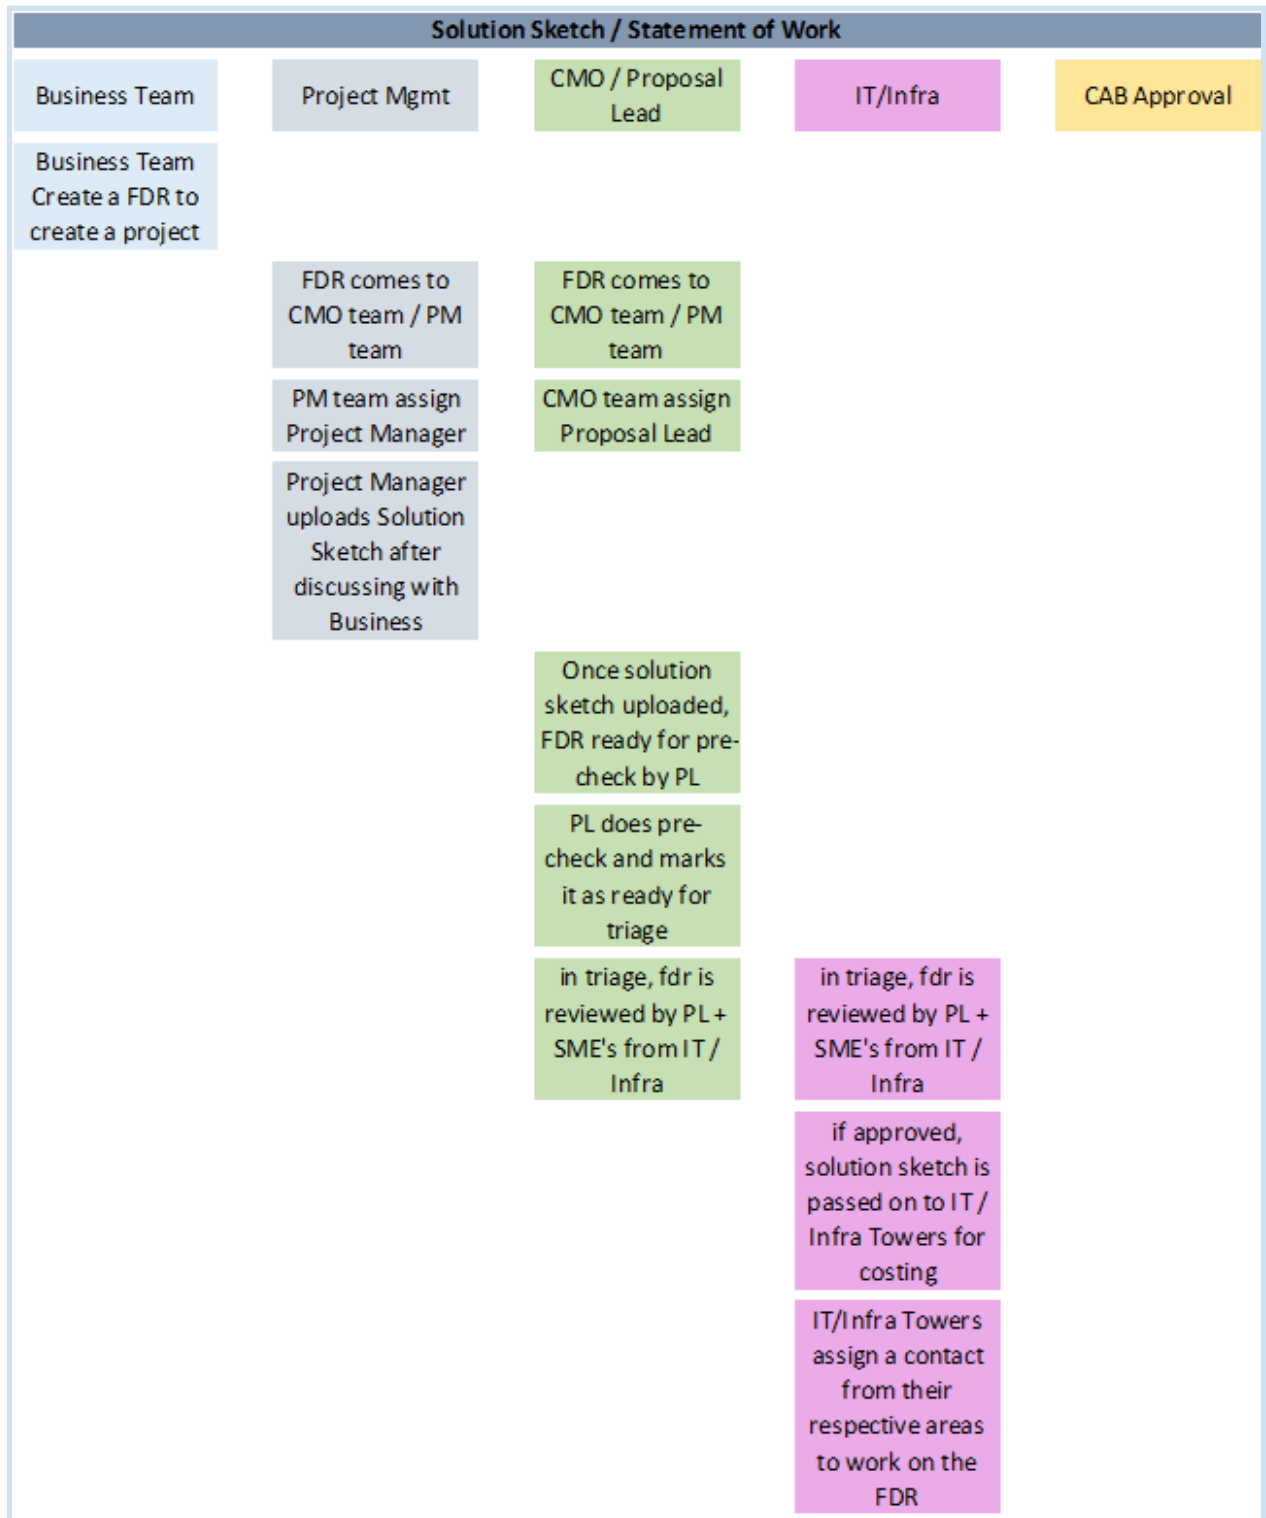 Solution Sketch / Statement of Work
Business Team
Project Mgmt
CMO / Proposal
Lead
IT/Infra
CAB Approval
Business Team
Create a FDR to
create a project
FDR comes to
CMO team / PM
team
FDR comes to
CMO team / PM
team
PM team assign
Project Manager
CMO team assign
Proposal Lead
Project Manager
uploads Solution
Sketch after
discussing with
Business
Once solution
sketch uploaded,
FDR ready for pre-
check by PL
PL does pre-
check and marks
it as ready for
triage
in triage, fdr is
reviewed by PL +
SME's from IT /
Infra
in triage, fdr is
reviewed by PL +
SME's from IT /
Infra
if approved,
solution sketch is
passed on to IT /
Infra Towers for
costing
IT/Infra Towers
assign a contact
from their
respective areas
to work on the
FDR